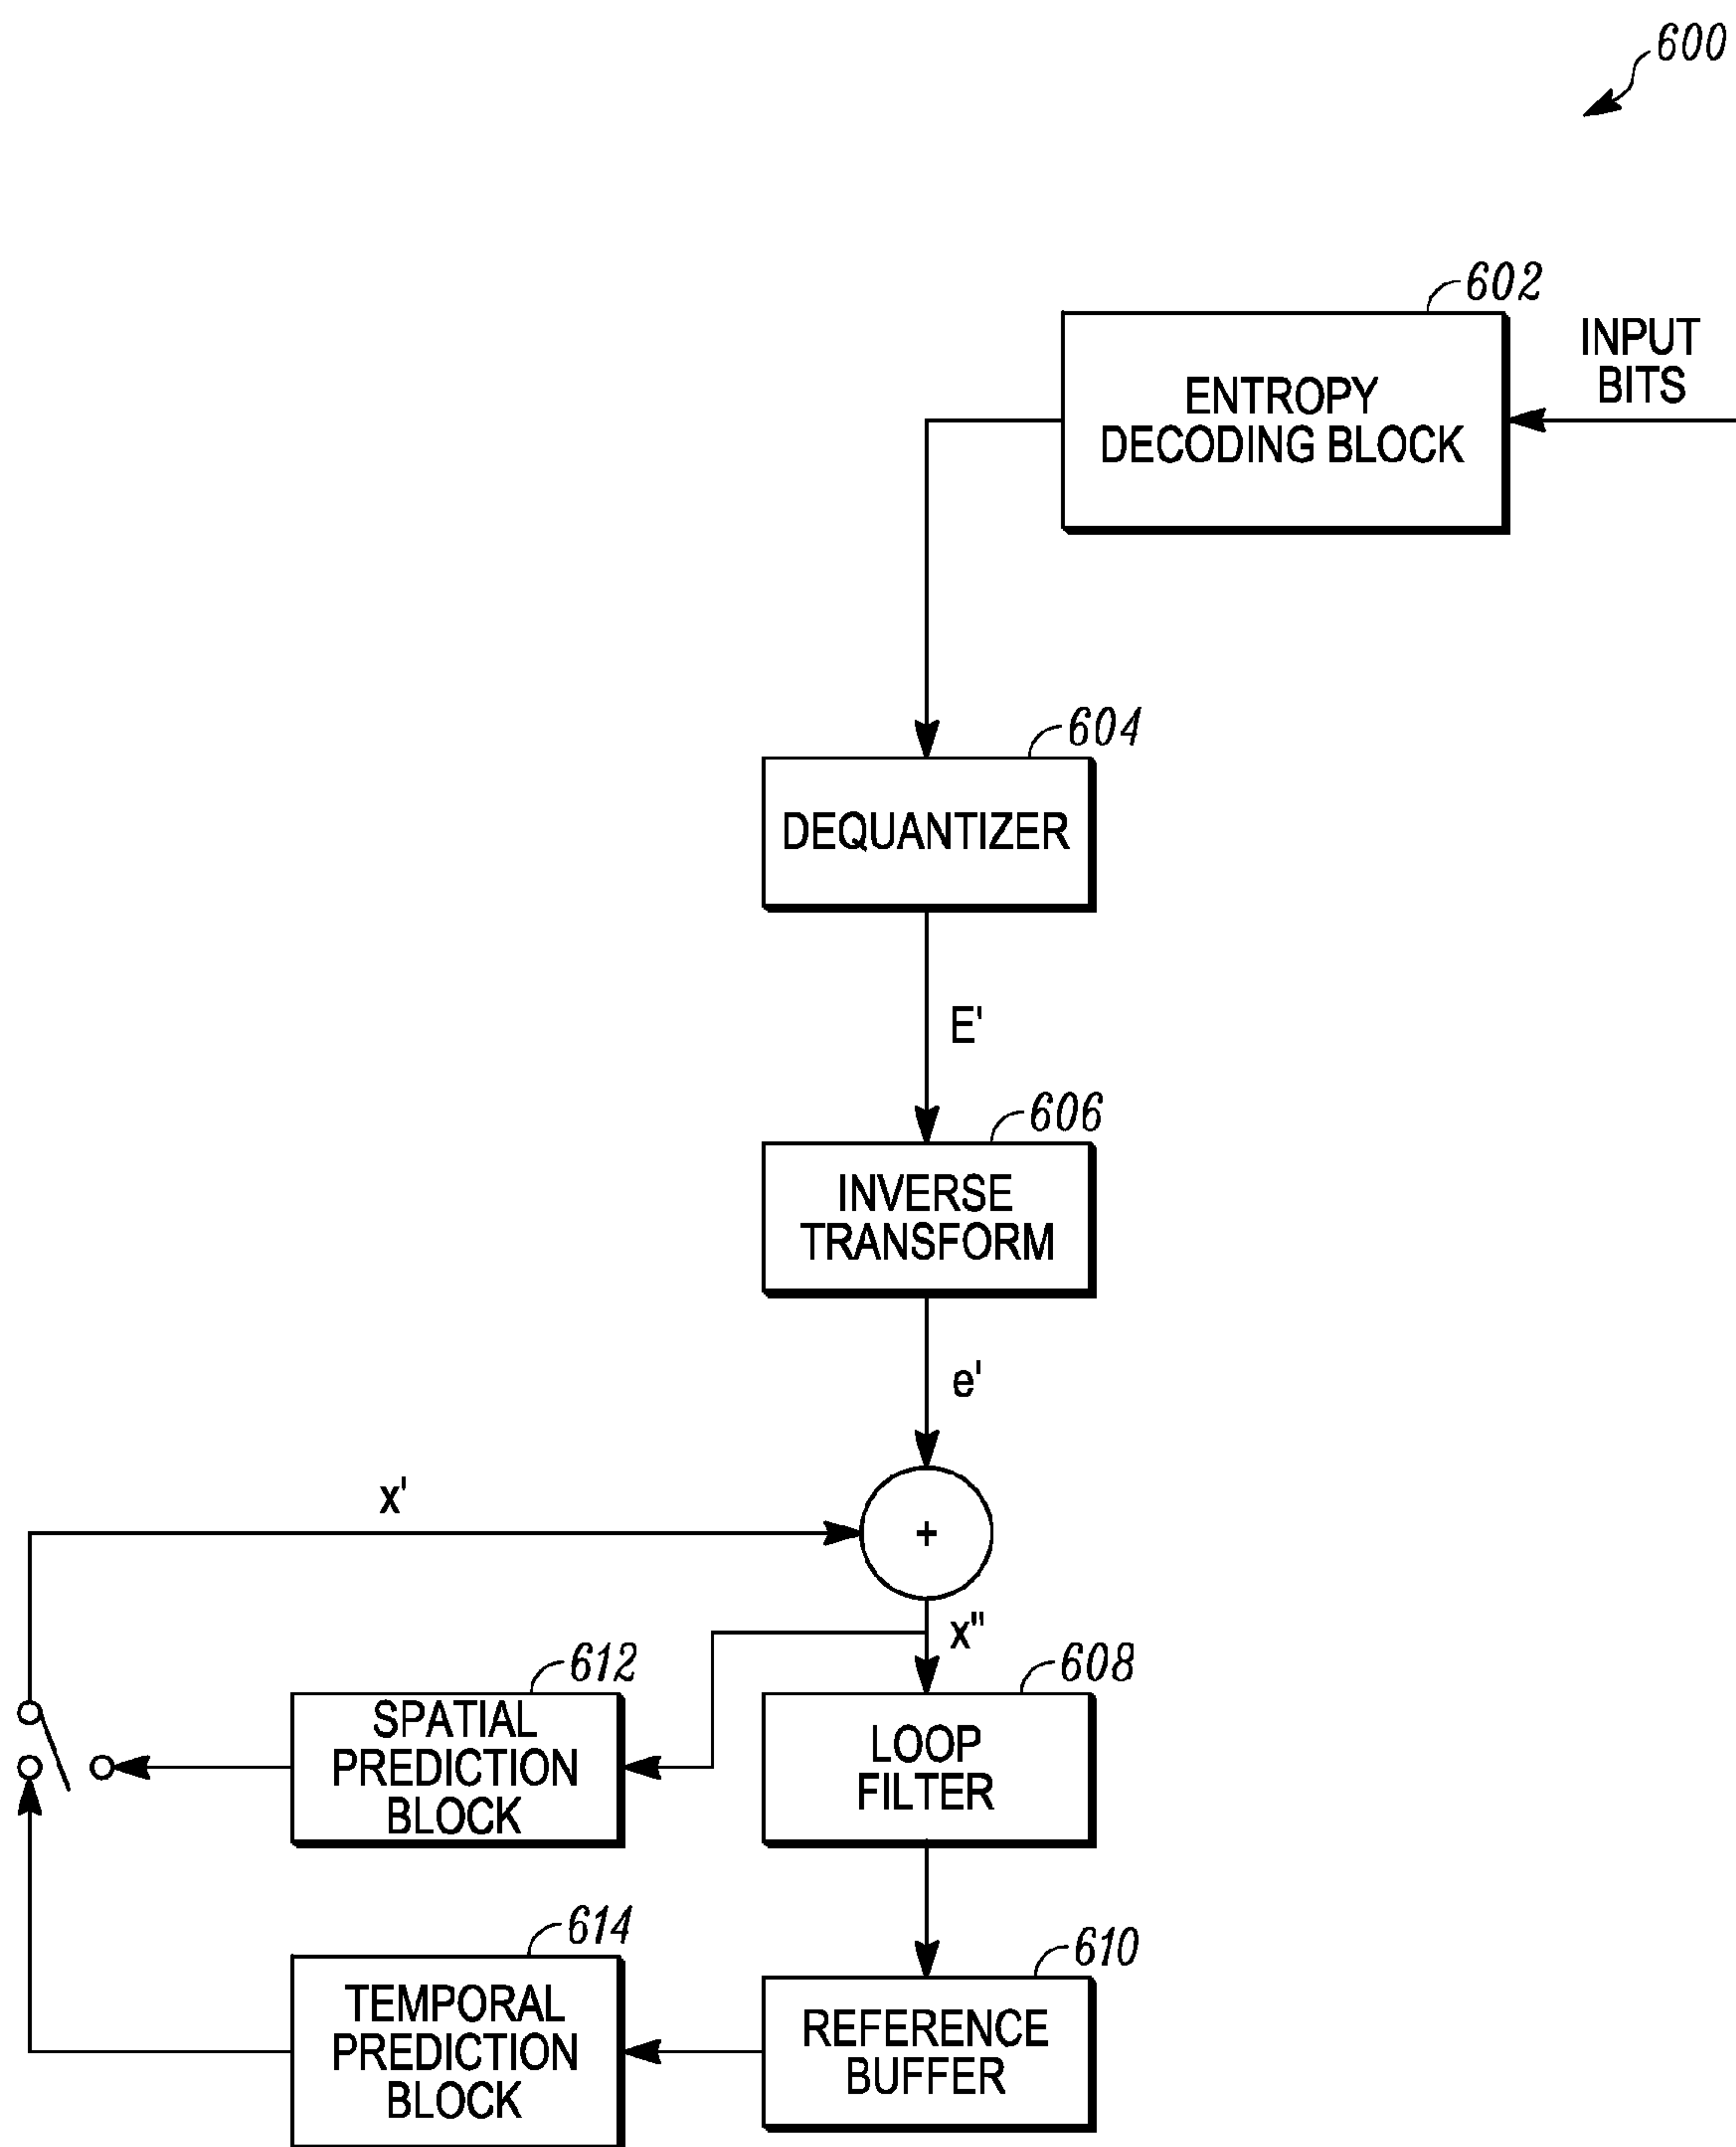 600
602
INPUT
BITS
ENTROPY
DECODING BLOCK
604
DEQUANTIZER
E'
606
INVERSE
TRANSFORM
e'
x'
+
x"
612
608
SPATIAL
PREDICTION
BLOCK
LOOP
FILTER
614
610
TEMPORAL
PREDICTION
BLOCK
REFERENCE
BUFFER